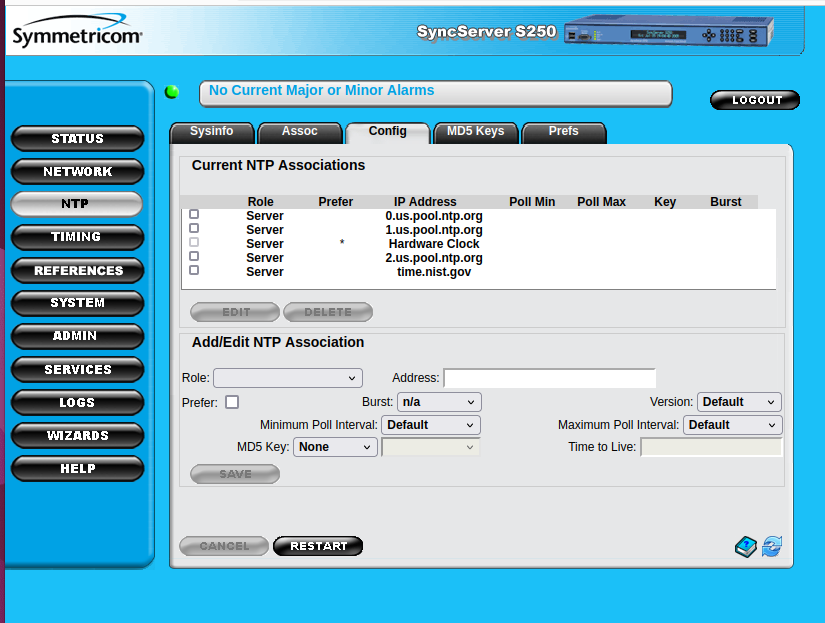 Symmetricom®
SyncServer S250
No Current Major or Minor Alarms
LOGOUT
STATUS
NETWORK
NTP
TIMING
REFERENCES
SYSTEM
ADMIN
SERVICES
LOGS
WIZARDS
HELP
Sysinfo Assoc Config MD5 Keys Prefs
Current NTP Associations
Role Prefer IP Address Poll Min Poll Max Key Burst
Server 0.us.pool.ntp.org
Server 1.us.pool.ntp.org
Server * Hardware Clock
Server 2.us.pool.ntp.org
Server time.nist.gov
EDIT DELETE
Add/Edit NTP Association
Role: Address:
Prefer: Burst: n/a Version: Default
Minimum Poll Interval: Default Maximum Poll Interval: Default
MD5 Key: None Time to Live:
SAVE
CANCEL RESTART